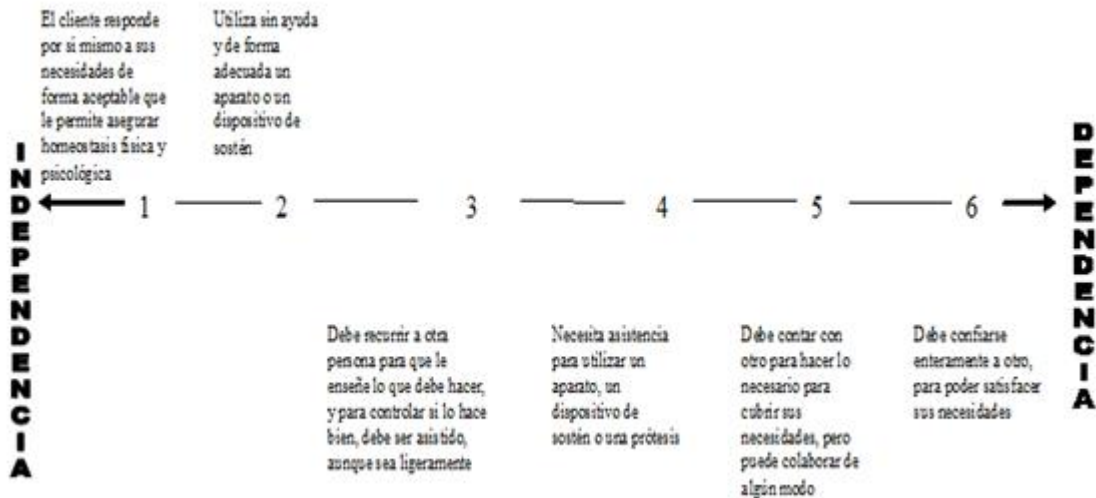 El cliente responde
por si mismo a sus
necesidades de
forma aceptable que
le permite asegurar
homeostasis física y
psicológica
Utiliza sin ayuda
y de forma
adecuada un
aparato o un
dispositivo de
sostén
INDEPENDENCIA
1
2
3
4
5
6
DEPENDENCIA
Debe recurrir a otra
persona para que le
enseñe lo que debe hacer,
y para controlar si lo hace
bien, debe ser asistido,
aunque sea ligeramente
Necesita asistencia
para utilizar un
aparato, un
dispositivo de
sostén o una prótesis
Debe contar con
otro para hacer lo
necesario para
cubrir sus
necesidades, pero
puede colaborar de
algún modo
Debe confiarse
enteramente a otro,
para poder satisfacer
sus necesidades